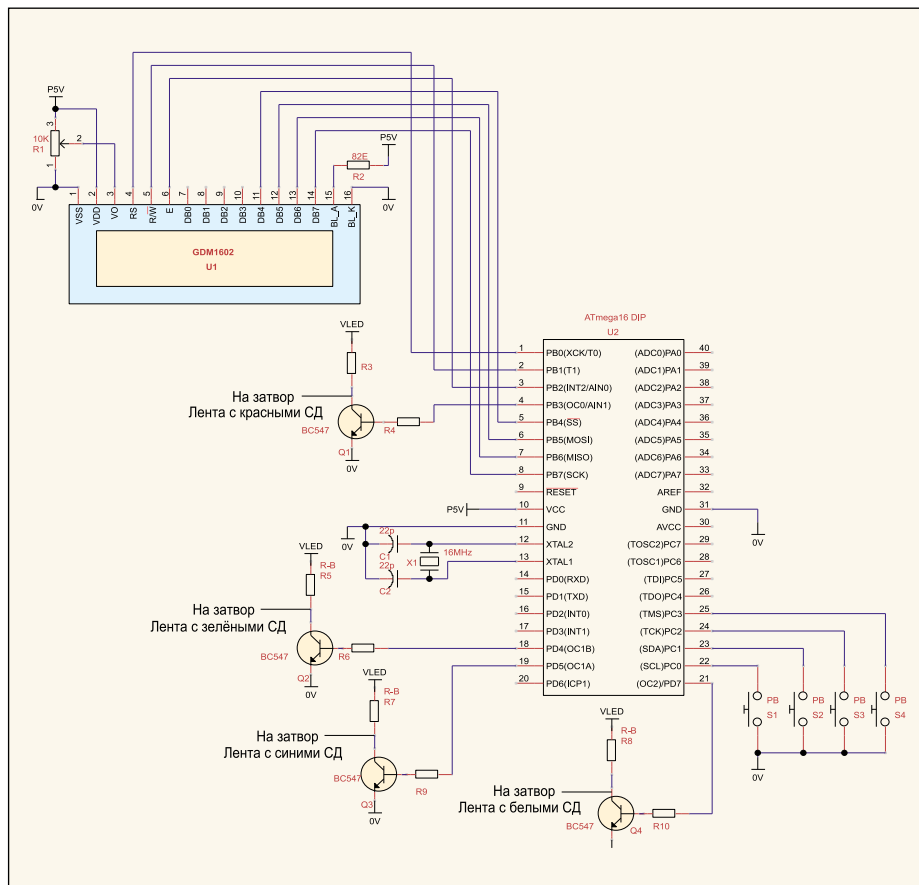 P5V
3
10K
R1
2
1
0V
82E
R2
P5V
0V
1 2 3 4 5 6 7 8 9 10 11 12 13 14 15 16
VSS VDD VO RS R/W E DB0 DB1 DB2 DB3 DB4 DB5 DB6 DB7 BL_A BL_K
GDM1602
U1
ATmega16 DIP
U2
1 PB0(XCK/T0) (ADC0)PA0 40
2 PB1(T1) (ADC1)PA1 39
3 PB2(INT2/AIN0) (ADC2)PA2 38
4 PB3(OC0/AIN1) (ADC3)PA3 37
5 PB4(SS) (ADC4)PA4 36
6 PB5(MOSI) (ADC5)PA5 35
7 PB6(MISO) (ADC6)PA6 34
8 PB7(SCK) (ADC7)PA7 33
9 RESET AREF 32
10 VCC GND 31
11 GND AVCC 30
12 XTAL2 (TOSC2)PC7 29
13 XTAL1 (TOSC1)PC6 28
14 PD0(RXD) (TDI)PC5 27
15 PD1(TXD) (TDO)PC4 26
16 PD2(INT0) (TMS)PC3 25
17 PD3(INT1) (TCK)PC2 24
18 PD4(OC1B) (SDA)PC1 23
19 PD5(OC1A) (SCL)PC0 22
20 PD6(ICP1) (OC2)/PD7 21
VLED
R3
На затвор
Лента с красными СД
BC547
R4
Q1
0V
P5V
0V
0V
22p
C1
22p
C2
X1
16MHz
VLED
R-B
R5
На затвор
Лента с зелёными СД
BC547
R6
Q2
0V
R-B
R7
На затвор
Лента с синими СД
BC547
R9
Q3
0V
VLED
VLED
R-B
R8
На затвор
Лента с белыми СД
BC547
Q4
R10
PB
S1
PB
S2
PB
S3
PB
S4
0V